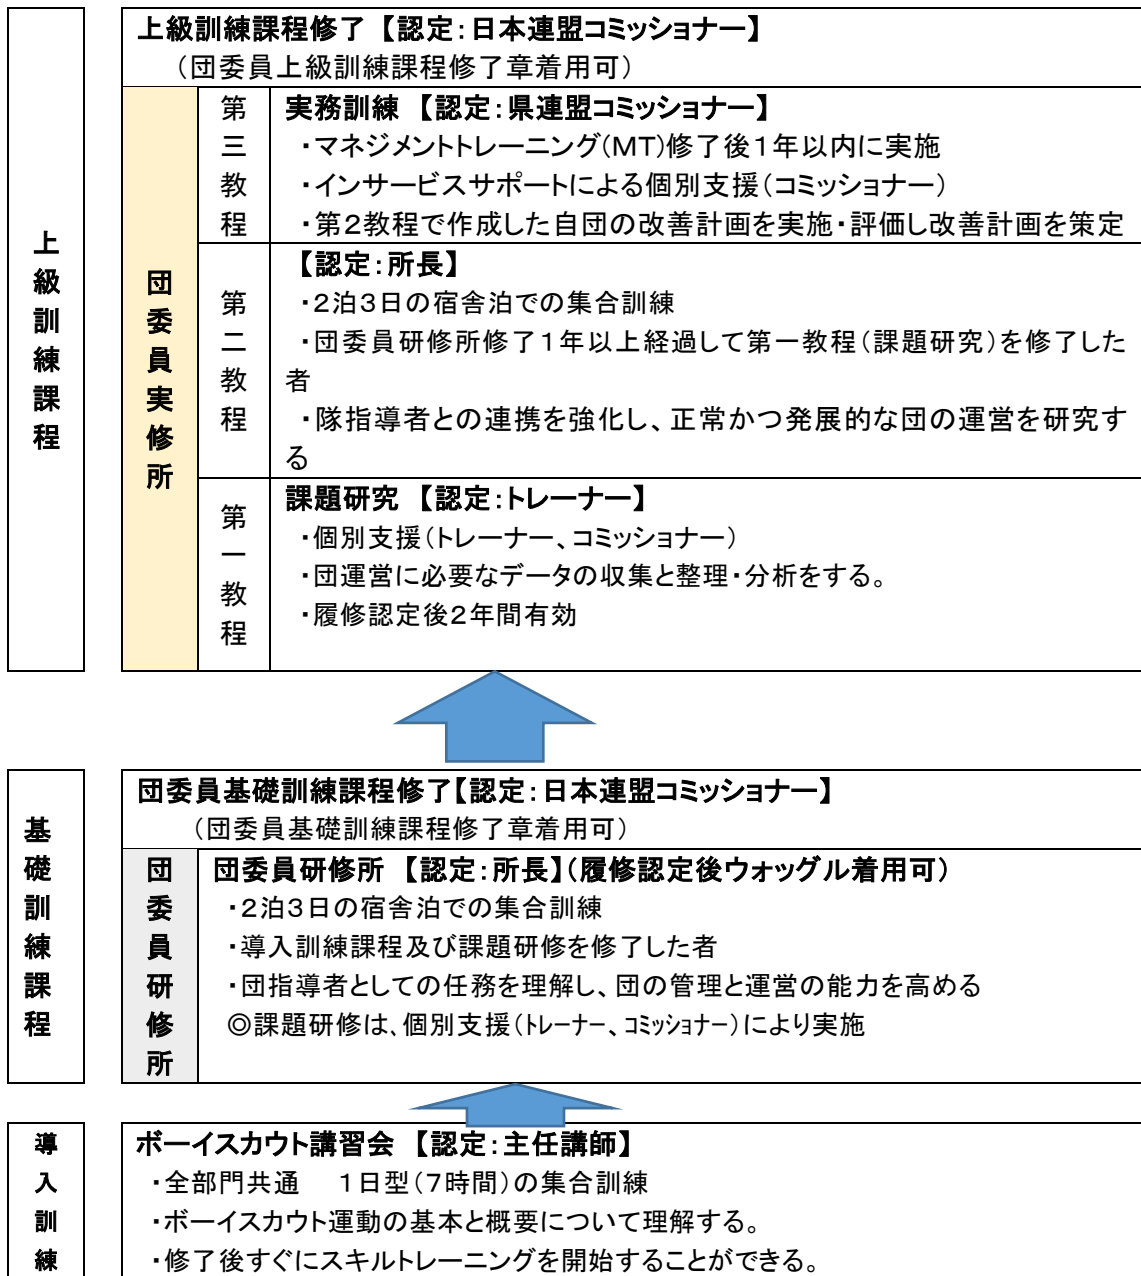 上級訓練課程
上級訓練課程修了 【認定：日本連盟コミッショナー】
（団委員上級訓練課程修了章着用可）
団委員実修所
第三教程
実務訓練 【認定：県連盟コミッショナー】
・マネジメントトレーニング(MT)修了後１年以内に実施
・インサービスサポートによる個別支援（コミッショナー）
・第２教程で作成した自団の改善計画を実施・評価し改善計画を策定
第二教程
【認定：所長】
・２泊３日の宿舎泊での集合訓練
・団委員研修所修了１年以上経過して第一教程（課題研究）を修了した
者
・隊指導者との連携を強化し、正常かつ発展的な団の運営を研究す
る
第一教程
課題研究 【認定：トレーナー】
・個別支援（トレーナー、コミッショナー）
・団運営に必要なデータの収集と整理・分析をする。
・履修認定後２年間有効
基礎訓練課程
団委員基礎訓練課程修了【認定：日本連盟コミッショナー】
（団委員基礎訓練課程修了章着用可）
団委員研修所
団委員研修所 【認定：所長】（履修認定後ウォッグル着用可）
・２泊３日の宿舎泊での集合訓練
・導入訓練課程及び課題研修を修了した者
・団指導者としての任務を理解し、団の管理と運営の能力を高める
◎課題研修は、個別支援（トレーナー、コミッショナー）により実施
導入訓練
ボーイスカウト講習会 【認定：主任講師】
・全部門共通　１日型（７時間）の集合訓練
・ボーイスカウト運動の基本と概要について理解する。
・修了後すぐにスキルトレーニングを開始することができる。